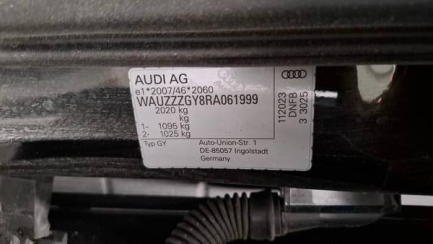 AUDI AG
e1*2007/46*2060
WAUZZZGY8RA061999
2020 kg
kg
1- 1095 kg
2- 1025 kg
Typ GY
Auto-Union-Str. 1
DE-85057 Ingolstadt
Germany
112023
DNFB
3 3025